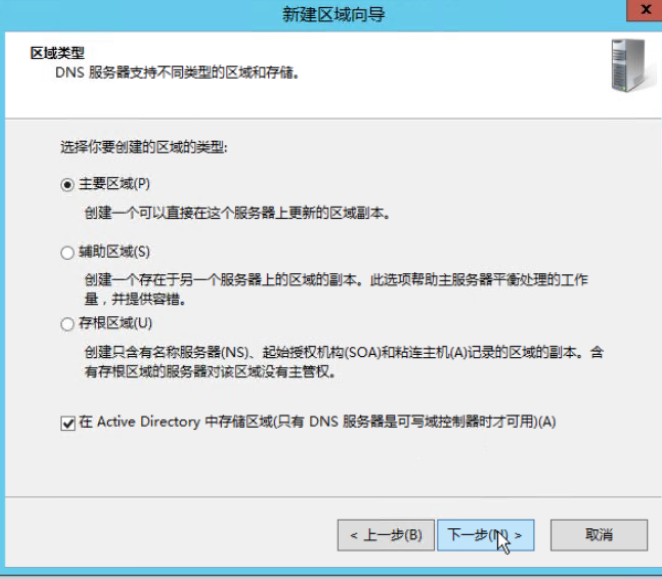 新建区域向导
x
区域类型
DNS 服务器支持不同类型的区域和存储。
选择你要创建的区域的类型:
主要区域(P)
创建一个可以直接在这个服务器上更新的区域副本。
辅助区域(S)
创建一个存在于另一个服务器上的区域的副本。此选项帮助主服务器平衡处理的工作
量，并提供容错。
存根区域(U)
创建只含有名称服务器(NS)、起始授权机构(SOA)和粘连主机(A)记录的区域的副本。含
有存根区域的服务器对该区域没有主管权。
在 Active Directory 中存储区域(只有 DNS 服务器是可写域控制器时才可用)(A)
< 上一步(B) 下一步(N) > 取消